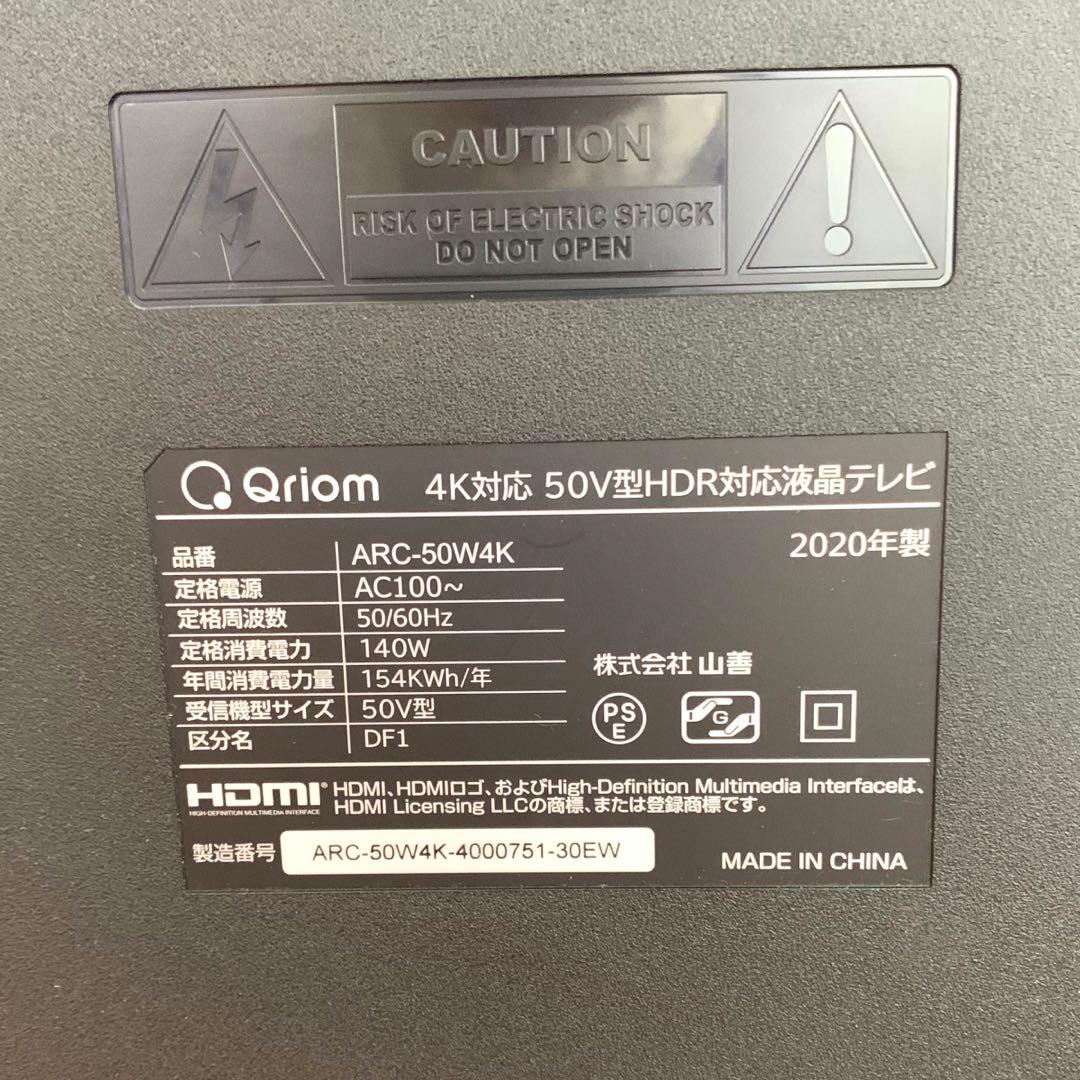 CAUTION
RISK OF ELECTRIC SHOCK
DO NOT OPEN
Qriom 4K対応 50V型HDR対応液晶テレビ
2020年製
品番 ARC-50W4K
定格電源 AC100~
定格周波数 50/60Hz
定格消費電力 140W
年間消費電力量 154KWh/年
受信機型サイズ 50V型
区分名 DF1
株式会社 山善
PS
E
G
HDMI
HIGH-DEFINITION MULTIMEDIA INTERFACE
HDMI、HDMIロゴ、およびHigh-Definition Multimedia Interfaceは、
HDMI Licensing LLCの商標、または登録商標です。
製造番号 ARC-50W4K-4000751-30EW
MADE IN CHINA